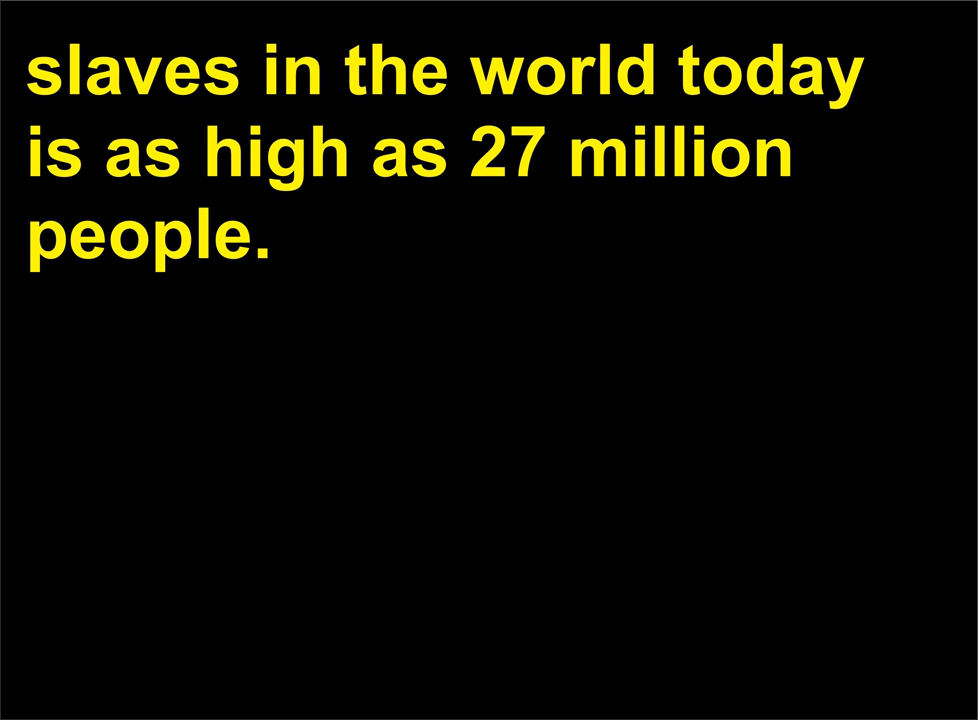 slaves in the world today
is as high as 27 million
people.